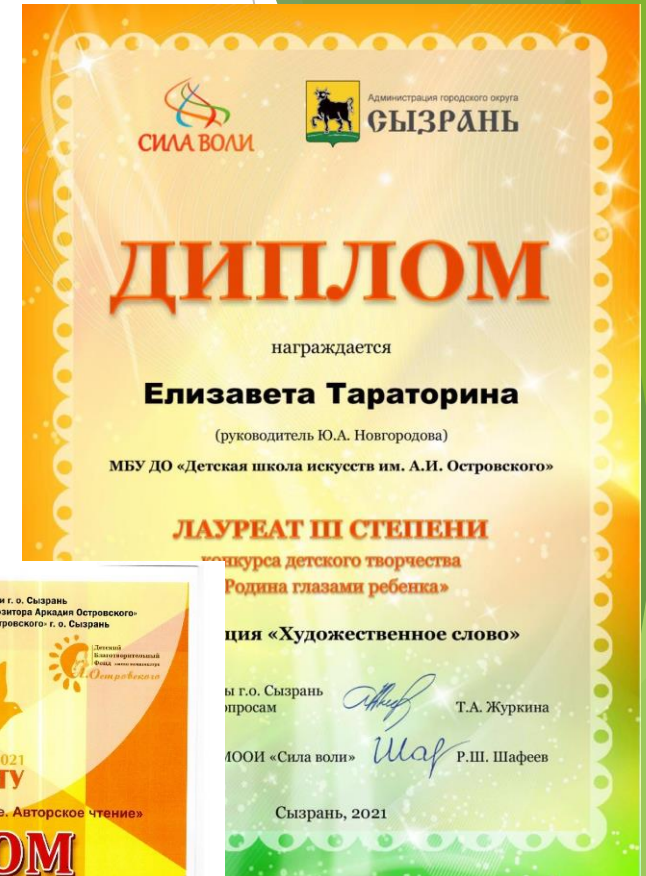 СИЛА ВОЛИ
Администрация городского округа
СЫЗРАНЬ
ДИПЛОМ
награждается
Елизавета Тараторина
(руководитель Ю.А. Новгородова)
МБУ ДО «Детская школа искусств им. А.И. Островского»
ЛАУРЕАТ III СТЕПЕНИ
конкурса детского творчества
Родина глазами ребенка»
«Художественное слово»
г.о. Сызрань
Т.А. Журкина
«Сила воли» Р.Ш. Шафеев
Сызрань, 2021
г. о. Сызрань
Аркадия Островского»
г. о. Сызрань
Детский
Благотворительный
Фонд
А.Островского
2021
Авторское чтение»
ОМ